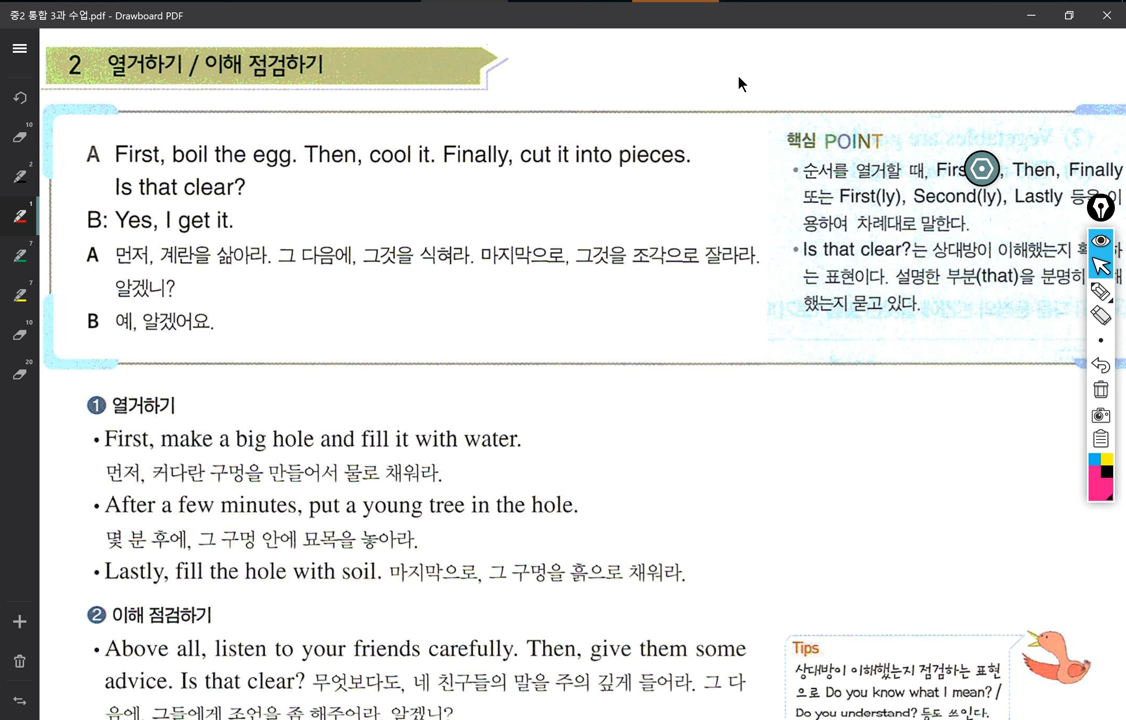 중2 통합 3과 수업.pdf - Drawboard PDF
2 열거하기 / 이해 점검하기
A First, boil the egg. Then, cool it. Finally, cut it into pieces.
Is that clear?
B: Yes, I get it.
A 먼저, 계란을 삶아라. 그 다음에, 그것을 식혀라. 마지막으로, 그것을 조각으로 잘라라.
알겠니?
B 예, 알겠어요.
핵심 POINT
• 순서를 열거할 때, Then, Finally
또는 First(ly), Second(ly), Lastly 등을 이
용하여 차례대로 말한다.
• Is that clear?는 상대방이 이해했는지
는 표현이다. 설명한 부분(that)을 분명히
했는지 묻고 있다.
1 열거하기
• First, make a big hole and fill it with water.
먼저, 커다란 구멍을 만들어서 물로 채워라.
• After a few minutes, put a young tree in the hole.
몇 분 후에, 그 구멍 안에 묘목을 놓아라.
• Lastly, fill the hole with soil. 마지막으로, 그 구멍을 흙으로 채워라.
2 이해 점검하기
• Above all, listen to your friends carefully. Then, give them some
advice. Is that clear? 무엇보다도, 네 친구들의 말을 주의 깊게 들어라. 그 다
음에, 그들에게 조언을 좀 해주어라. 알겠니?
Tips
상대방이 이해했는지 점검하는 표현
으로 Do you know what I mean? /
Do you understand? 등도 쓰인다.
10
2
1
7
7
10
20